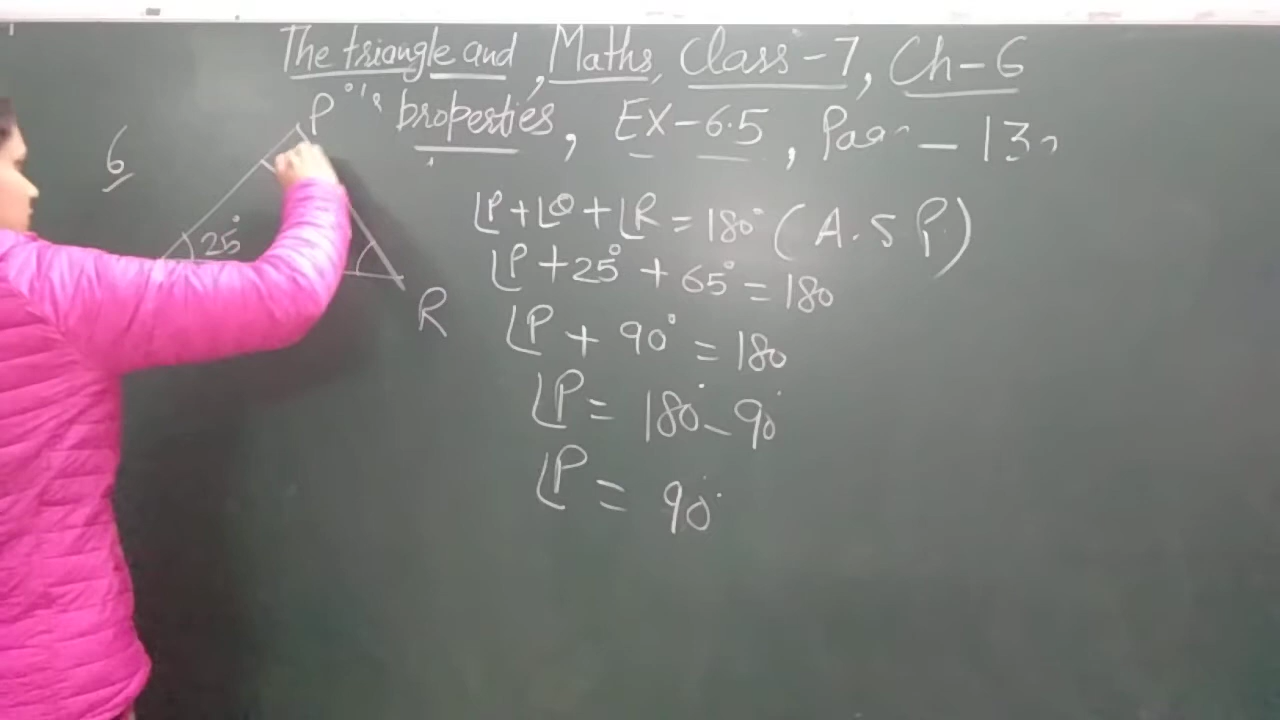 The triangle and, Maths, Class-7, Ch-6
it's properties, EX-6.5,
6
P
25°
R
∠P+∠Q+∠R=180° (A.S.P)
∠P+25°+65°=180
∠P+90°=180
∠P=180°-90°
∠P=90°